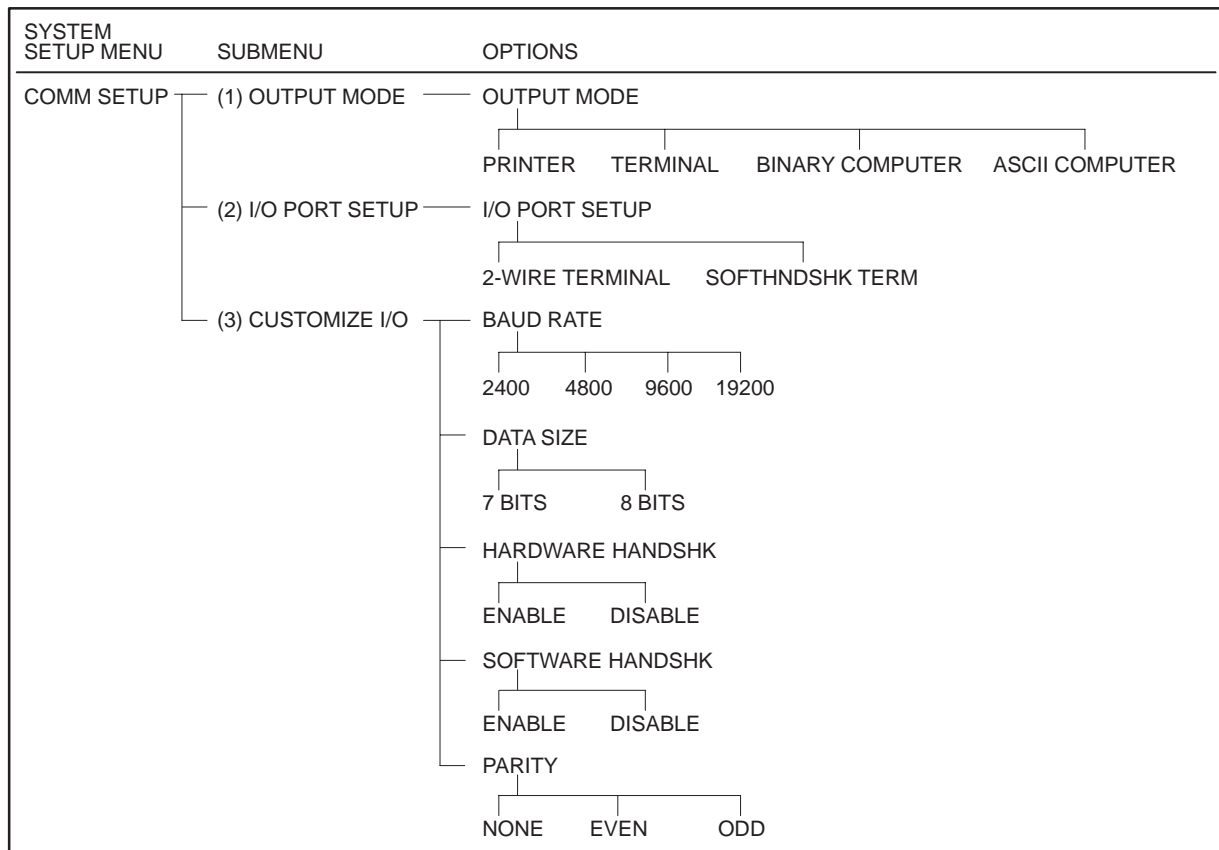 SYSTEM
SETUP MENU SUBMENU OPTIONS
COMM SETUP (1) OUTPUT MODE OUTPUT MODE
PRINTER TERMINAL BINARY COMPUTER ASCII COMPUTER
(2) I/O PORT SETUP I/O PORT SETUP
2-WIRE TERMINAL SOFTHNDSHK TERM
(3) CUSTOMIZE I/O BAUD RATE
2400 4800 9600 19200
DATA SIZE
7 BITS 8 BITS
HARDWARE HANDSHK
ENABLE DISABLE
SOFTWARE HANDSHK
ENABLE DISABLE
PARITY
NONE EVEN ODD